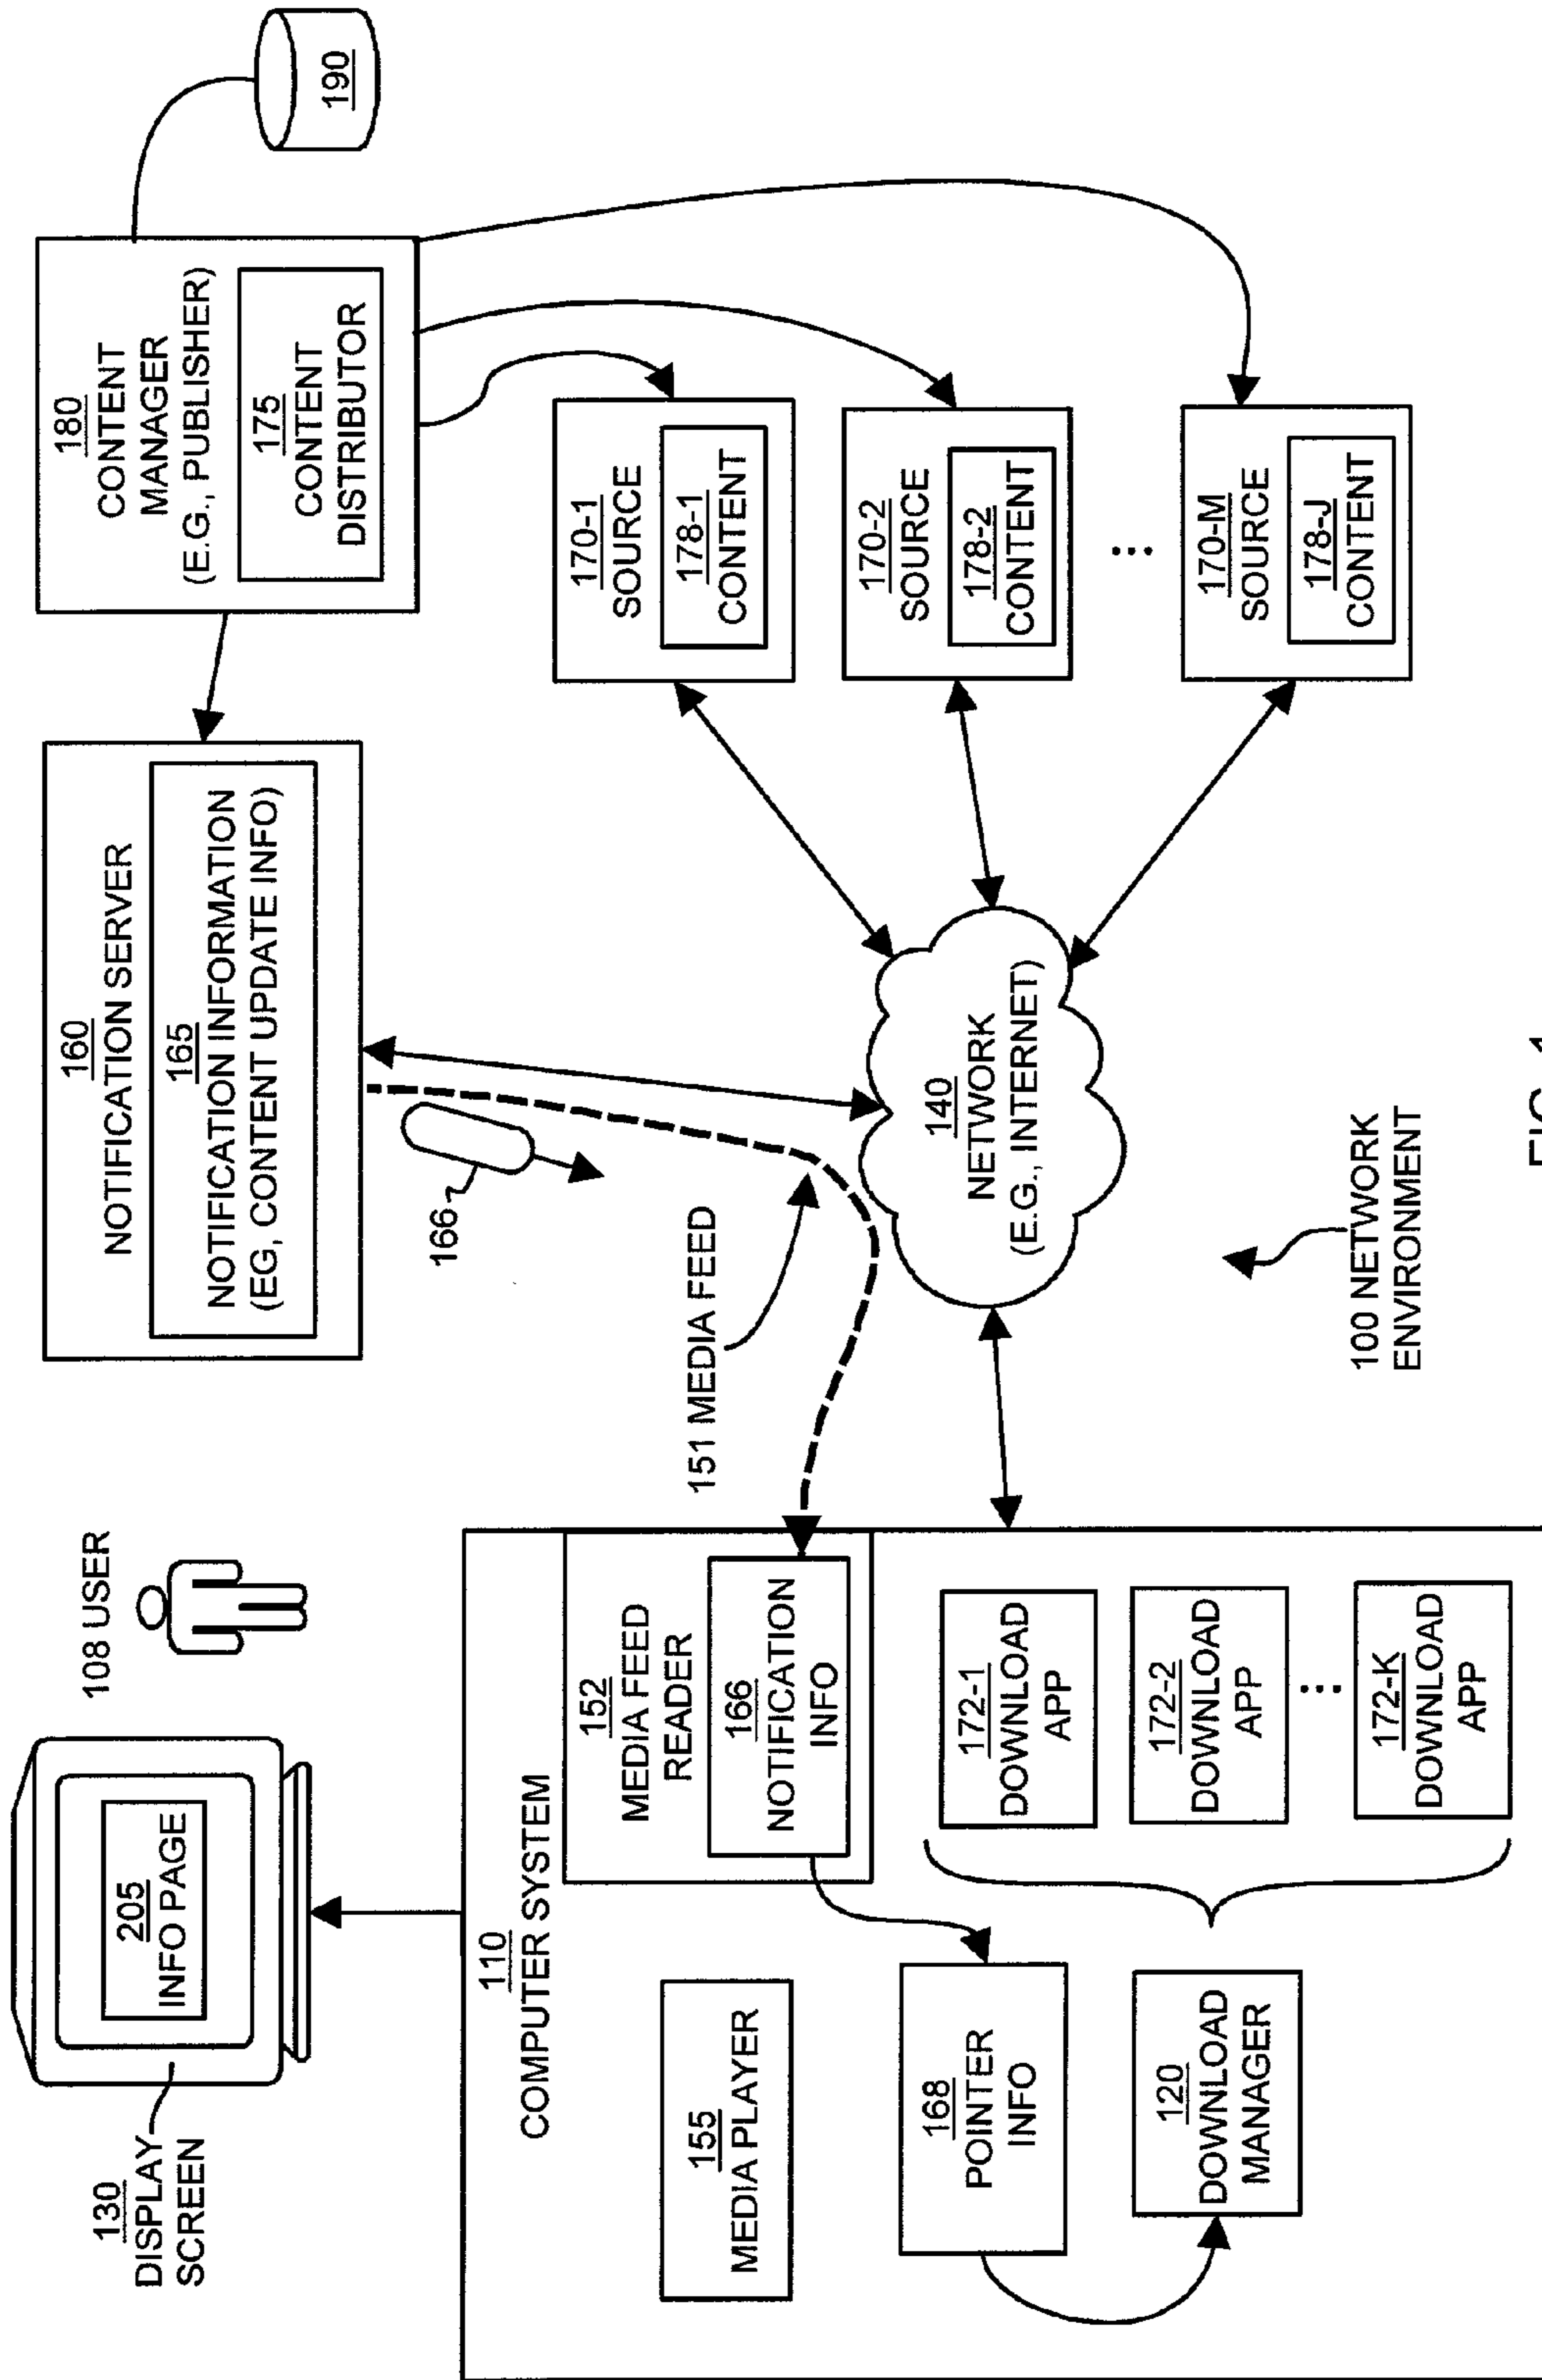 108 USER
130
DISPLAY
SCREEN
205
INFO PAGE
160
NOTIFICATION SERVER
165
NOTIFICATION INFORMATION
(EG, CONTENT UPDATE INFO)
180
CONTENT
MANAGER
(E.G., PUBLISHER)
175
CONTENT
DISTRIBUTOR
190
166
151 MEDIA FEED
110
COMPUTER SYSTEM
155
MEDIA PLAYER
152
MEDIA FEED
READER
166
NOTIFICATION
INFO
168
POINTER
INFO
120
DOWNLOAD
MANAGER
172-1
DOWNLOAD
APP
172-2
DOWNLOAD
APP
...
172-K
DOWNLOAD
APP
140
NETWORK
(E.G., INTERNET)
170-1
SOURCE
178-1
CONTENT
170-2
SOURCE
178-2
CONTENT
...
170-M
SOURCE
178-J
CONTENT
100 NETWORK
ENVIRONMENT
FIG. 1